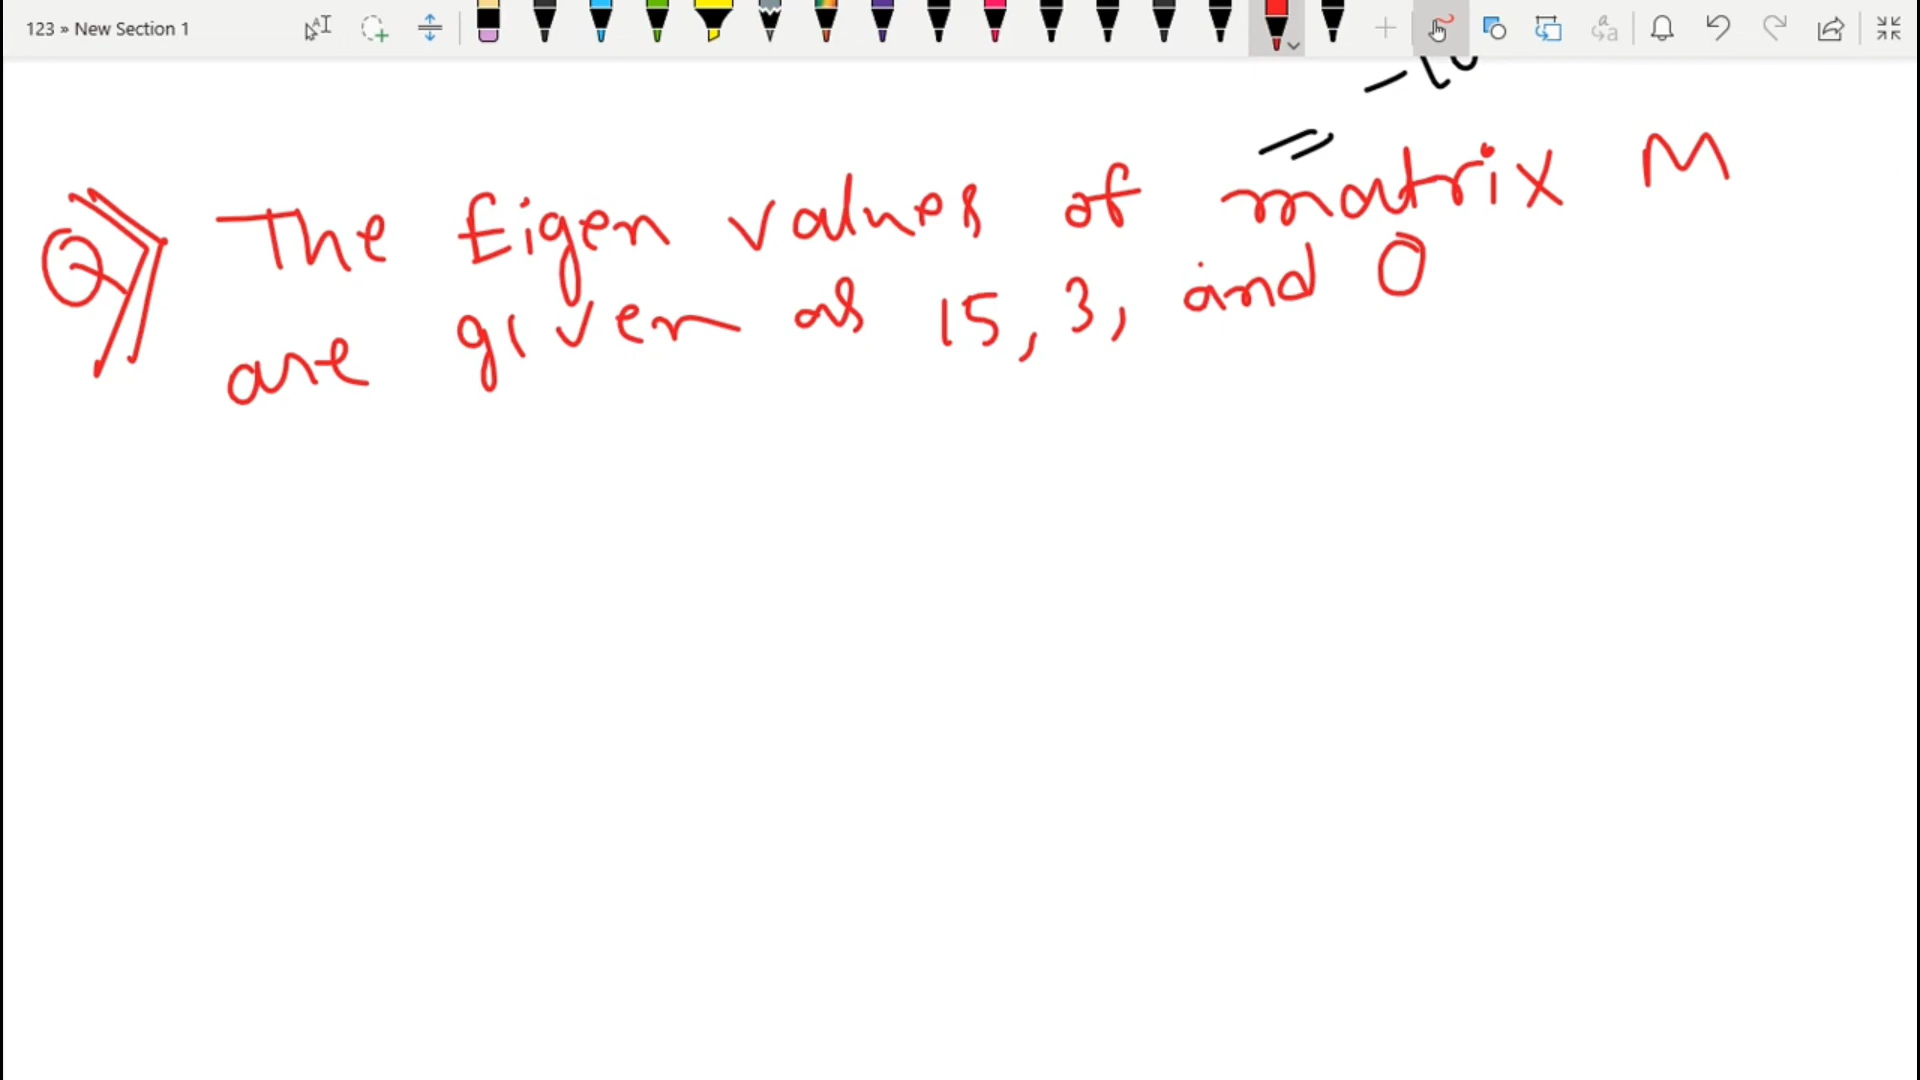 123 » New Section 1
=
Q The Eigen values of matrix M
are given as 15, 3, and 0